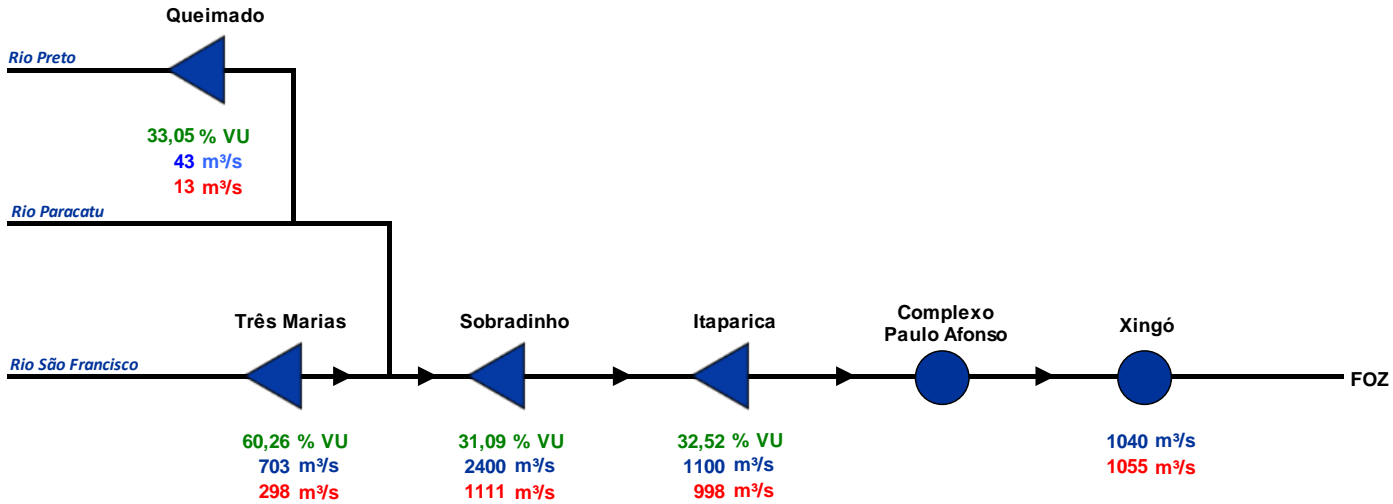 Queimado
Rio Preto
33,05 % VU
43 m³/s
13 m³/s
Rio Paracatu
Três Marias
Sobradinho
Itaparica
Complexo
Paulo Afonso
Xingó
Rio São Francisco
FOZ
60,26 % VU
703 m³/s
298 m³/s
31,09 % VU
2400 m³/s
1111 m³/s
32,52 % VU
1100 m³/s
998 m³/s
1040 m³/s
1055 m³/s